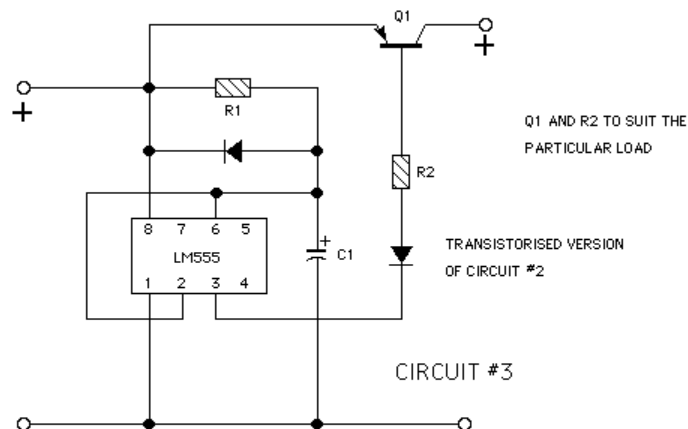 Q1
+
+
R1
Q1 AND R2 TO SUIT THE
PARTICULAR LOAD
R2
8 7 6 5
LM555
1 2 3 4
+
C1
TRANSISTORISED VERSION
OF CIRCUIT #2
CIRCUIT #3